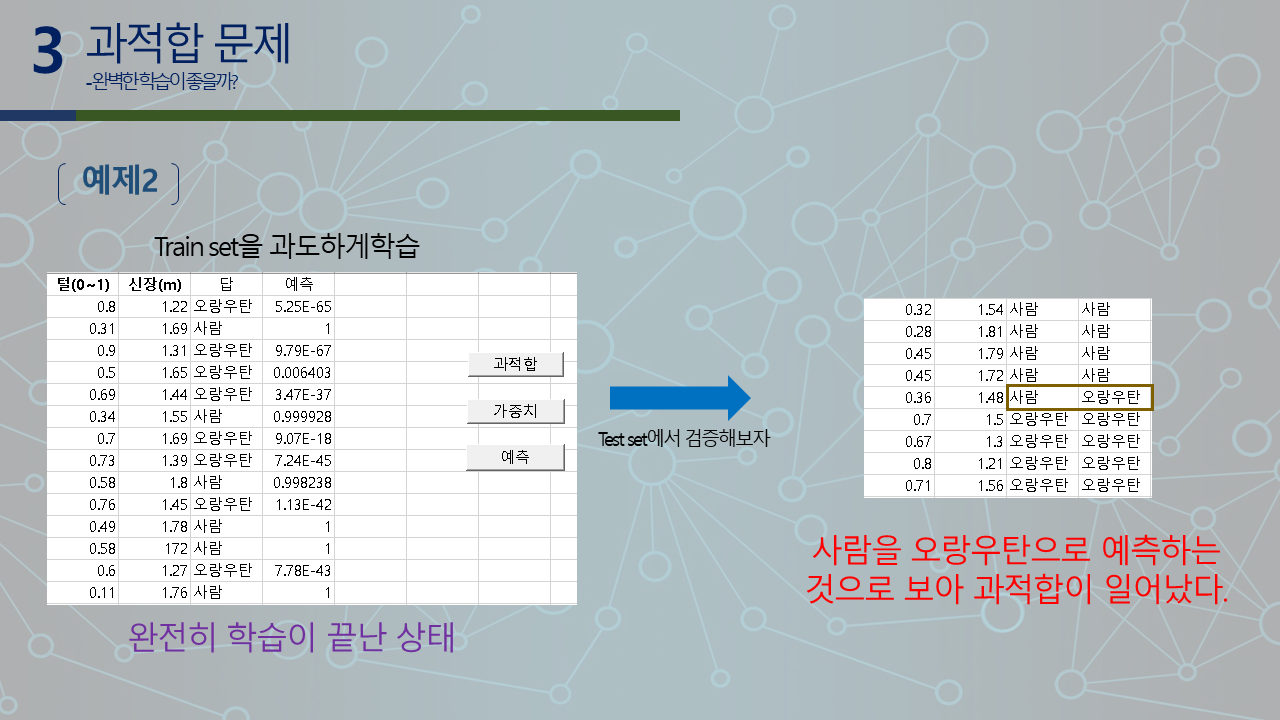 3 과적합 문제
-완벽한 학습이 좋을까?
예제2
Train set을 과도하게학습
털(0~1) 신장(m) 답 예측
0.8 1.22 오랑우탄 5.25E-65
0.31 1.69 사람 1
0.9 1.31 오랑우탄 9.79E-67
0.5 1.65 오랑우탄 0.006403
0.69 1.44 오랑우탄 3.47E-37
0.34 1.55 사람 0.999928
0.7 1.69 오랑우탄 9.07E-18
0.73 1.39 오랑우탄 7.24E-45
0.58 1.8 사람 0.998238
0.76 1.45 오랑우탄 1.13E-42
0.49 1.78 사람 1
0.58 172 사람 1
0.6 1.27 오랑우탄 7.78E-43
0.11 1.76 사람 1
과적합
가중치
예측
완전히 학습이 끝난 상태
Test set에서 검증해보자
0.32 1.54 사람 사람
0.28 1.81 사람 사람
0.45 1.79 사람 사람
0.45 1.72 사람 사람
0.36 1.48 사람 오랑우탄
0.7 1.5 오랑우탄 오랑우탄
0.67 1.3 오랑우탄 오랑우탄
0.8 1.21 오랑우탄 오랑우탄
0.71 1.56 오랑우탄 오랑우탄
사람을 오랑우탄으로 예측하는
것으로 보아 과적합이 일어났다.